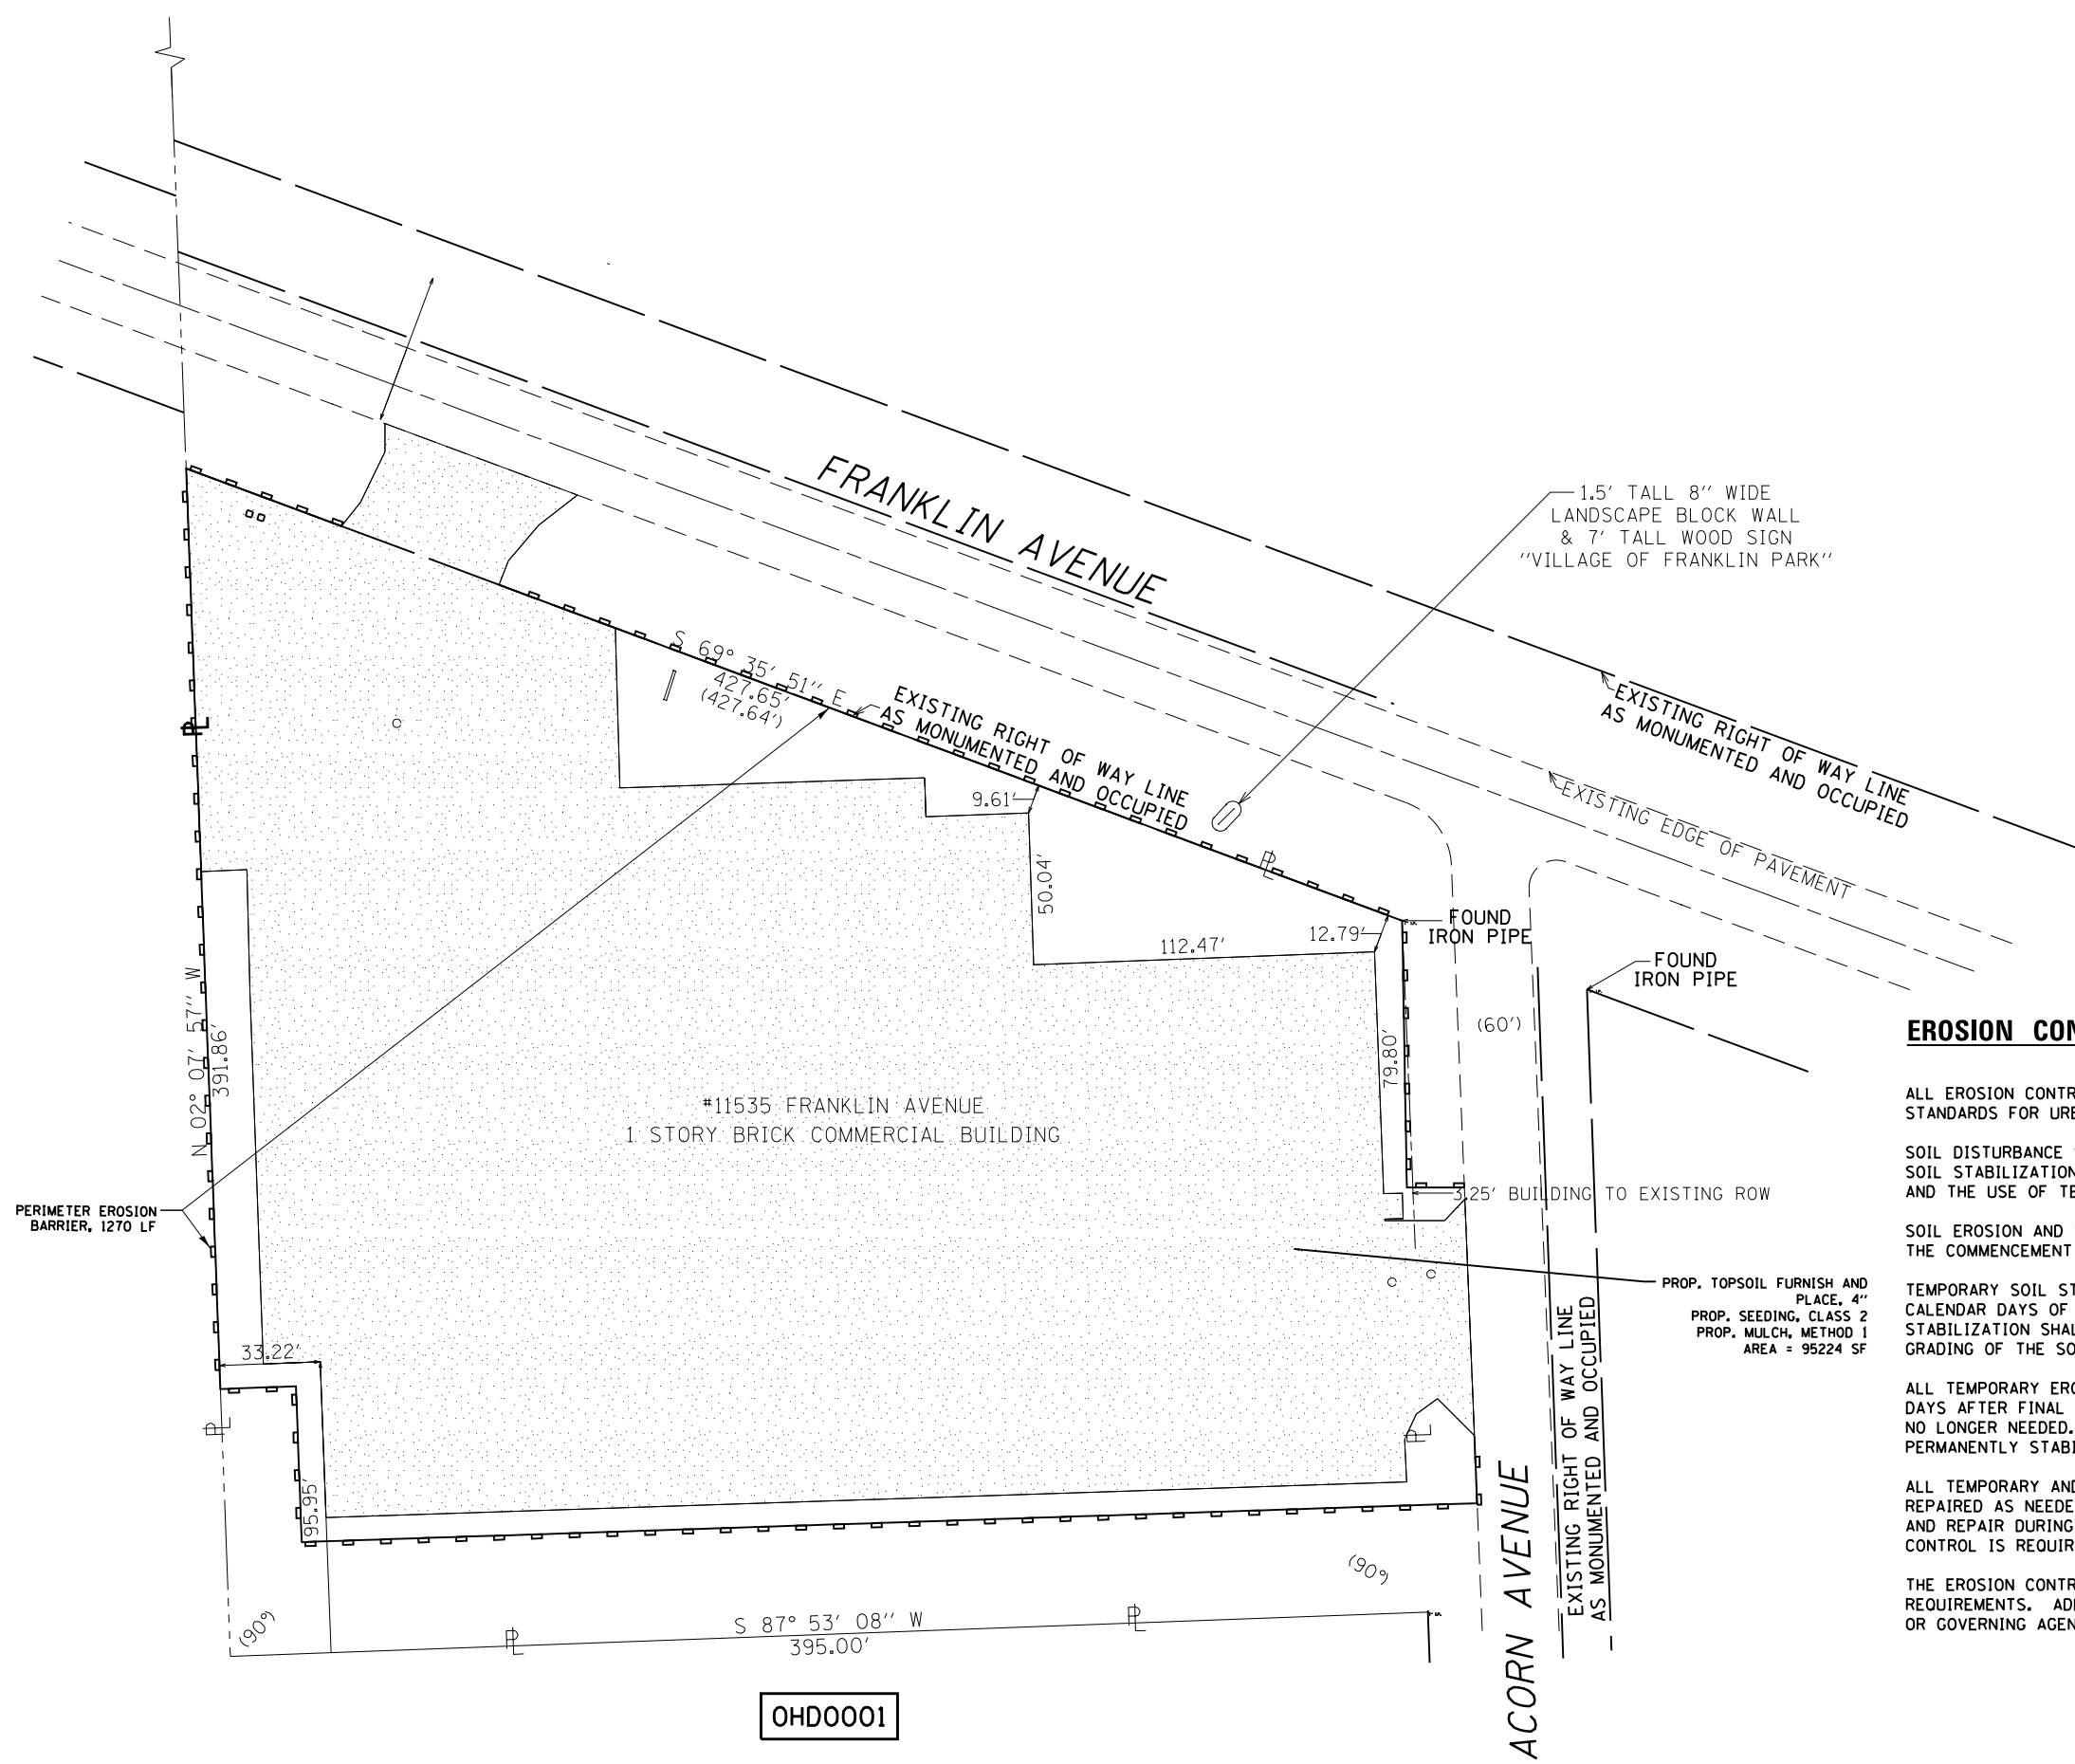 FRANKLIN AVENUE
1.5' TALL 8'' WIDE
LANDSCAPE BLOCK WALL
& 7' TALL WOOD SIGN
''VILLAGE OF FRANKLIN PARK''
S 69° 35' 51'' E
427.65'
(427.64')
EXISTING RIGHT OF WAY LINE
AS MONUMENTED AND OCCUPIED
EXISTING RIGHT OF WAY LINE
AS MONUMENTED AND OCCUPIED
EXISTING EDGE OF PAVEMENT
PL
9.61'
50.04'
PL
112.47'
12.79'
FOUND
IRON PIPE
FOUND
IRON PIPE
(60')
N 02° 07' 57'' W
391.86'
79.80'
#11535 FRANKLIN AVENUE
1 STORY BRICK COMMERCIAL BUILDING
3.25' BUILDING TO EXISTING ROW
PERIMETER EROSION
BARRIER, 1270 LF
PROP. TOPSOIL FURNISH AND
PLACE, 4''
PROP. SEEDING, CLASS 2
PROP. MULCH, METHOD 1
AREA = 95224 SF
33.22'
PL
PL
95.95'
(90°)
(90°)
S 87° 53' 08'' W
395.00'
PL
PL
ACORN AVENUE
EXISTING RIGHT OF WAY LINE
AS MONUMENTED AND OCCUPIED
OHD0001
EROSION CON
ALL EROSION CONTR
STANDARDS FOR URB
SOIL DISTURBANCE
SOIL STABILIZATION
AND THE USE OF TE
SOIL EROSION AND
THE COMMENCEMENT
TEMPORARY SOIL ST
CALENDAR DAYS OF
STABILIZATION SHAL
GRADING OF THE SO
ALL TEMPORARY ERO
DAYS AFTER FINAL
NO LONGER NEEDED.
PERMANENTLY STABI
ALL TEMPORARY AND
REPAIRED AS NEEDE
AND REPAIR DURING
CONTROL IS REQUIR
THE EROSION CONTR
REQUIREMENTS. ADD
OR GOVERNING AGEN